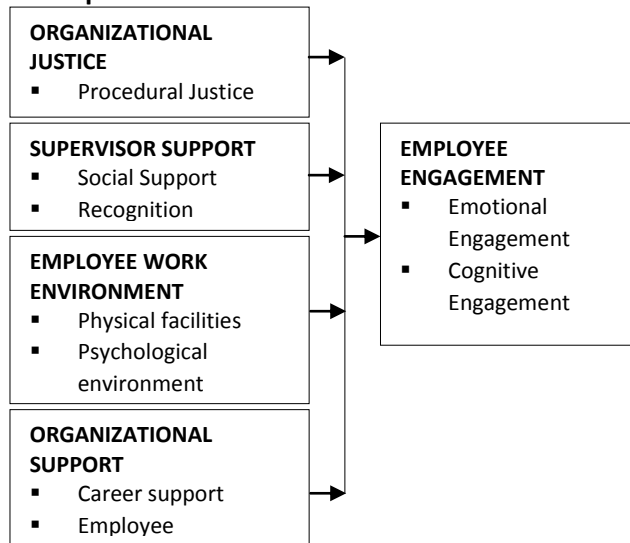 ORGANIZATIONAL
JUSTICE
▪ Procedural Justice
SUPERVISOR SUPPORT
▪ Social Support
▪ Recognition
EMPLOYEE WORK
ENVIRONMENT
▪ Physical facilities
▪ Psychological
environment
ORGANIZATIONAL
SUPPORT
▪ Career support
▪ Employee
EMPLOYEE
ENGAGEMENT
▪ Emotional
Engagement
▪ Cognitive
Engagement